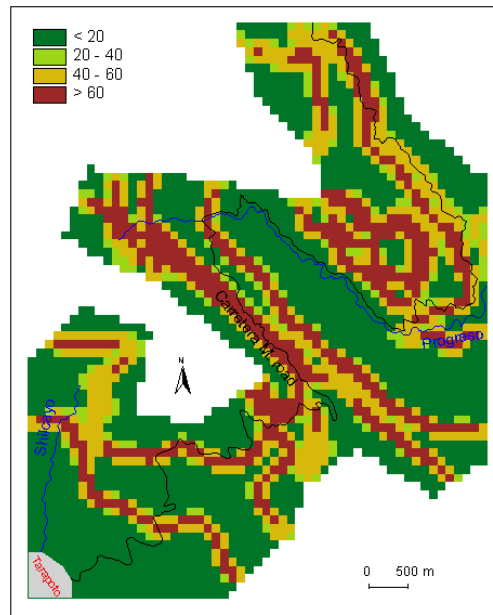 < 20
20 - 40
40 - 60
> 60
Progreso
Carretera M. road
N
Shilcayo
Tarapoto
0 500 m